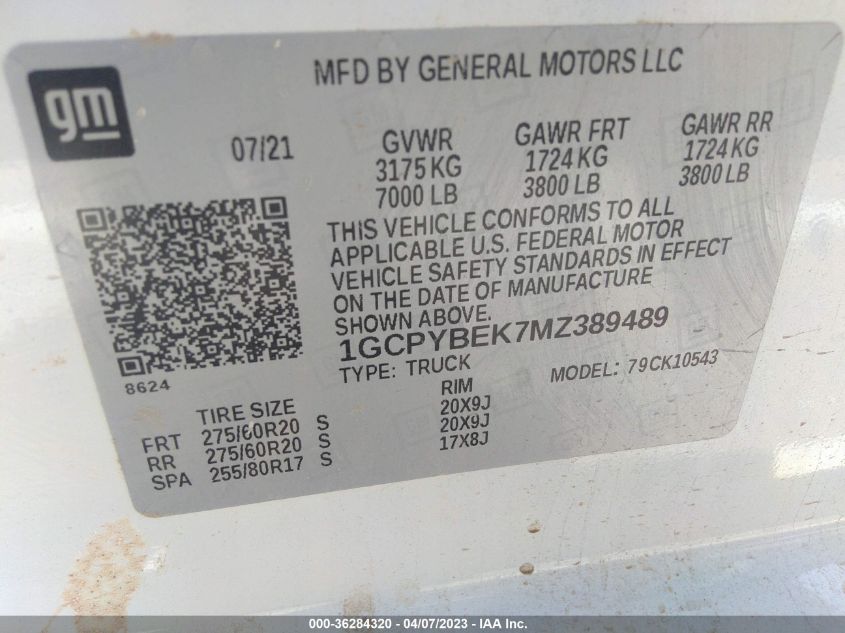 gm
MFD BY GENERAL MOTORS LLC
07/21
GVWR
3175 KG
7000 LB
GAWR FRT
1724 KG
3800 LB
GAWR RR
1724 KG
3800 LB
THIS VEHICLE CONFORMS TO ALL
APPLICABLE U.S. FEDERAL MOTOR
VEHICLE SAFETY STANDARDS IN EFFECT
ON THE DATE OF MANUFACTURE
SHOWN ABOVE.
1GCPYBEK7MZ389489
TYPE: TRUCK
MODEL: 79CK10543
8624
TIRE SIZE
RIM
FRT 275/60R20 S 20X9J
RR 275/60R20 S 20X9J
SPA 255/80R17 S 17X8J
000-36284320 - 04/07/2023 - IAA Inc.